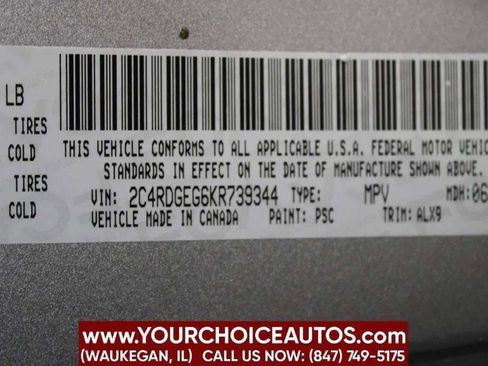 LB
TIRES
COLD
THIS VEHICLE CONFORMS TO ALL APPLICABLE U.S.A. FEDERAL MOTOR
STANDARDS IN EFFECT ON THE DATE OF MANUFACTURE SHOWN ABOVE.
TIRES
COLD
VIN: 2C4RDGEG6KR739344 TYPE: MPV MDH:06
VEHICLE MADE IN CANADA PAINT: PSC TRIM: ALX9
www.YOURCHOICEAUTOS.com
(WAUKEGAN, IL) CALL US NOW: (847) 749-5175